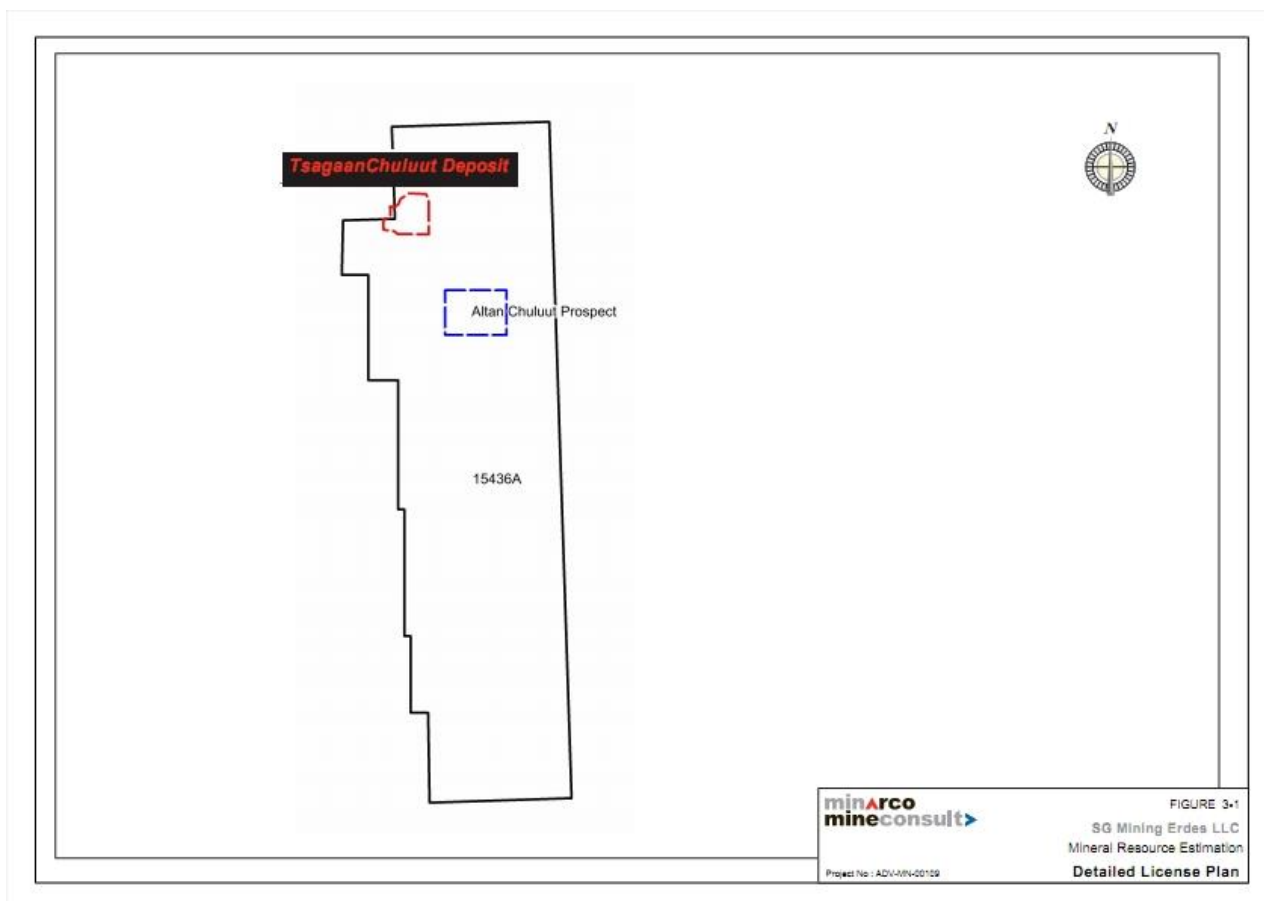 N
TsagaanChuluut Deposit
Altan Chuluut Prospect
15436A
minarco
mineconsult
FIGURE 3-1
SG Mining Erdes LLC
Mineral Resource Estimation
Project No : ADV-MN-00109
Detailed License Plan